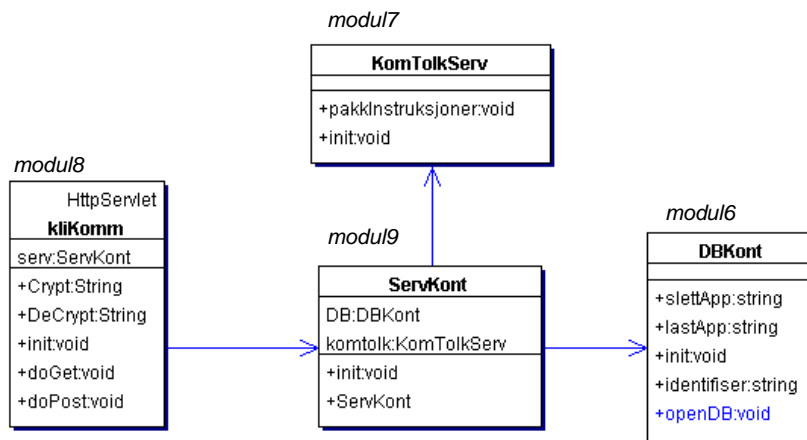 modul7
KomTolkServ
+pakkInstruksjoner:void
+init:void
modul8
HttpServlet
kliKomm
serv:ServKont
+Crypt:String
+DeCrypt:String
+init:void
+doGet:void
+doPost:void
modul9
ServKont
DB:DBKont
komtolk:KomTolkServ
+init:void
+ServKont
modul6
DBKont
+slettApp:string
+lastApp:string
+init:void
+identifiser:string
+openDB:void